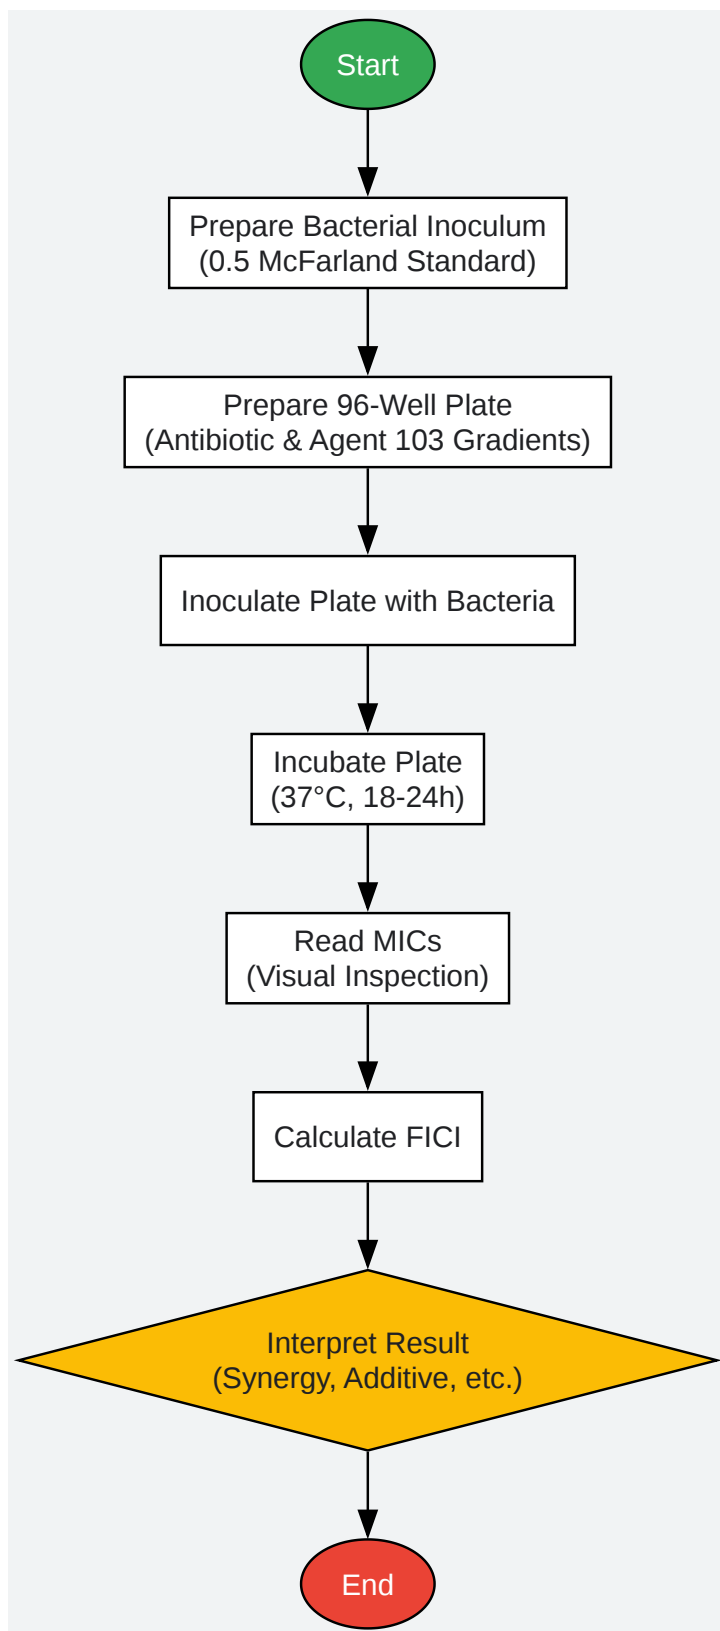 Start
Prepare Bacterial Inoculum
(0.5 McFarland Standard)
Prepare 96-Well Plate
(Antibiotic & Agent 103 Gradients)
Inoculate Plate with Bacteria
Incubate Plate
(37°C, 18-24h)
Read MICs
(Visual Inspection)
Calculate FICI
Interpret Result
(Synergy, Additive, etc.)
End